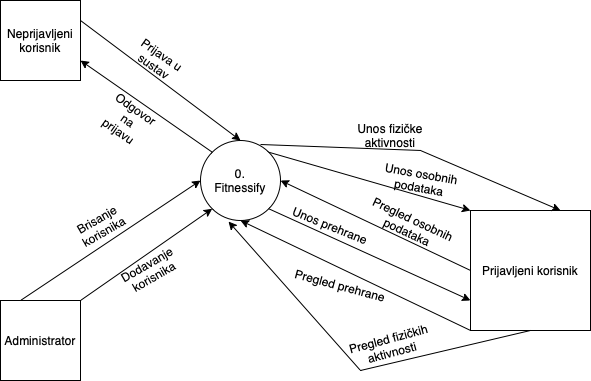 Neprijavljeni
korisnik
Prijava u
sustav
Odgovor
na
prijavu
0.
Fitnessify
Unos fizičke
aktivnosti
Unos osobnih
podataka
Pregled osobnih
podataka
Unos prehrane
Pregled prehrane
Pregled fizičkih
aktivnosti
Prijavljeni korisnik
Brisanje
korisnika
Dodavanje
korisnika
Administrator